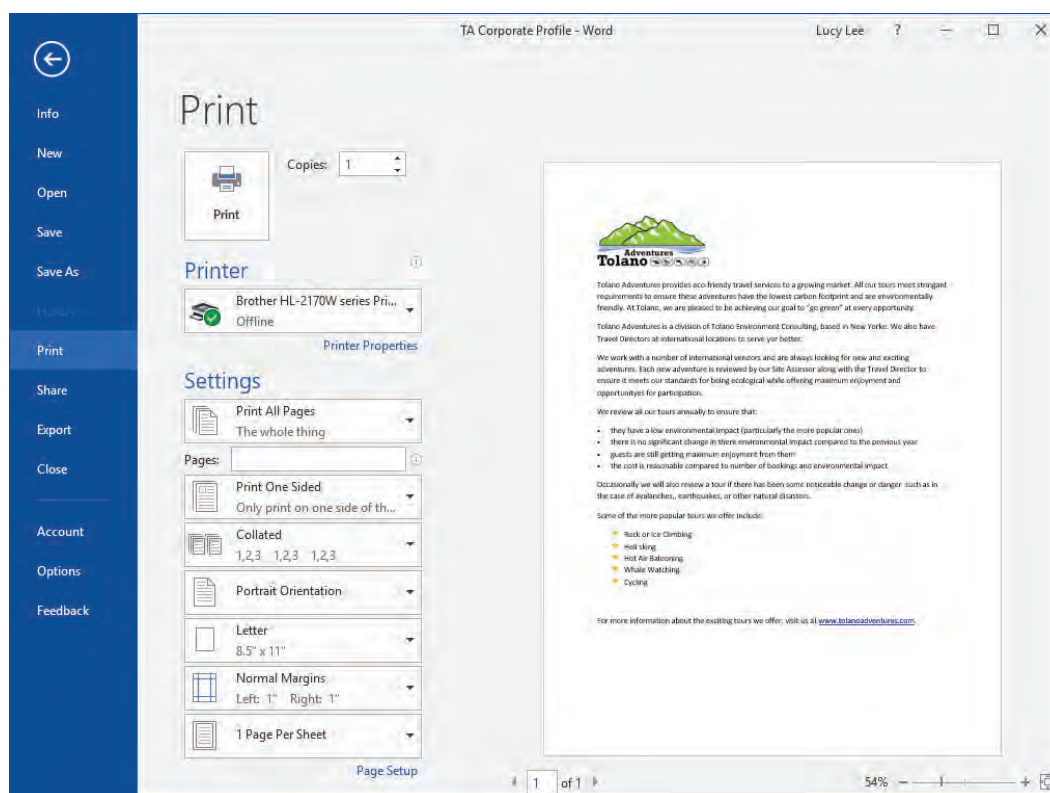 TA Corporate Profile - Word
Lucy Lee ? — □ ✕
Info
New
Open
Save
Save As
Print
Share
Export
Close
Account
Options
Feedback
Print
Print
Copies: 1
Printer
Brother HL-2170W series Pri...
Offline
Printer Properties
Settings
Print All Pages
The whole thing
Pages:
Print One Sided
Only print on one side of th...
Collated
1,2,3 1,2,3 1,2,3
Portrait Orientation
Letter
8.5" x 11"
Normal Margins
Left: 1" Right: 1"
1 Page Per Sheet
Page Setup
Adventures
Tolano
Tolano Adventures provides eco-friendly travel services to a growing market. All our tours meet stringant
requirements to ensure these adventures have the lowest carbon footprint and are environmentally
friendly. At Tolano, we are pleased to be achieving our goal to "go green" at every opportunity.
Tolano Adventures is a division of Tolano Environment Consulting, based in New Yorke. We also have
Travel Directors at international locations to serve yor better.
We work with a number of international vendors and are always looking for new and exciting
adventures. Each new adventure is reviewed by our Site Assessor along with the Travel Director to
ensure it meets our standards for being ecological while offering maximum enjoyment and
opportunityes for participation.
We review all our tours annually to ensure that:
• they have a low environmental impact (particularly the more popular ones)
• there is no significant change in there environmental impact compared to the previous year
• guests are still getting maximum enjoyment from them
• the cost is reasonable compared to number of bookings and environmental impact
Occasionally we will also review a tour if there has been some noticeable change or danger such as in
the case of avalanches,, earthquakes, or other natural disasters.
Some of the more popular tours we offer include:
Rock or Ice Climbing
Heli skiing
Hot Air Ballooning
Whale Watching
Cycling
For more information about the exciting tours we offer, visit us at www.tolanoadventures.com.
1 of 1
54% — +